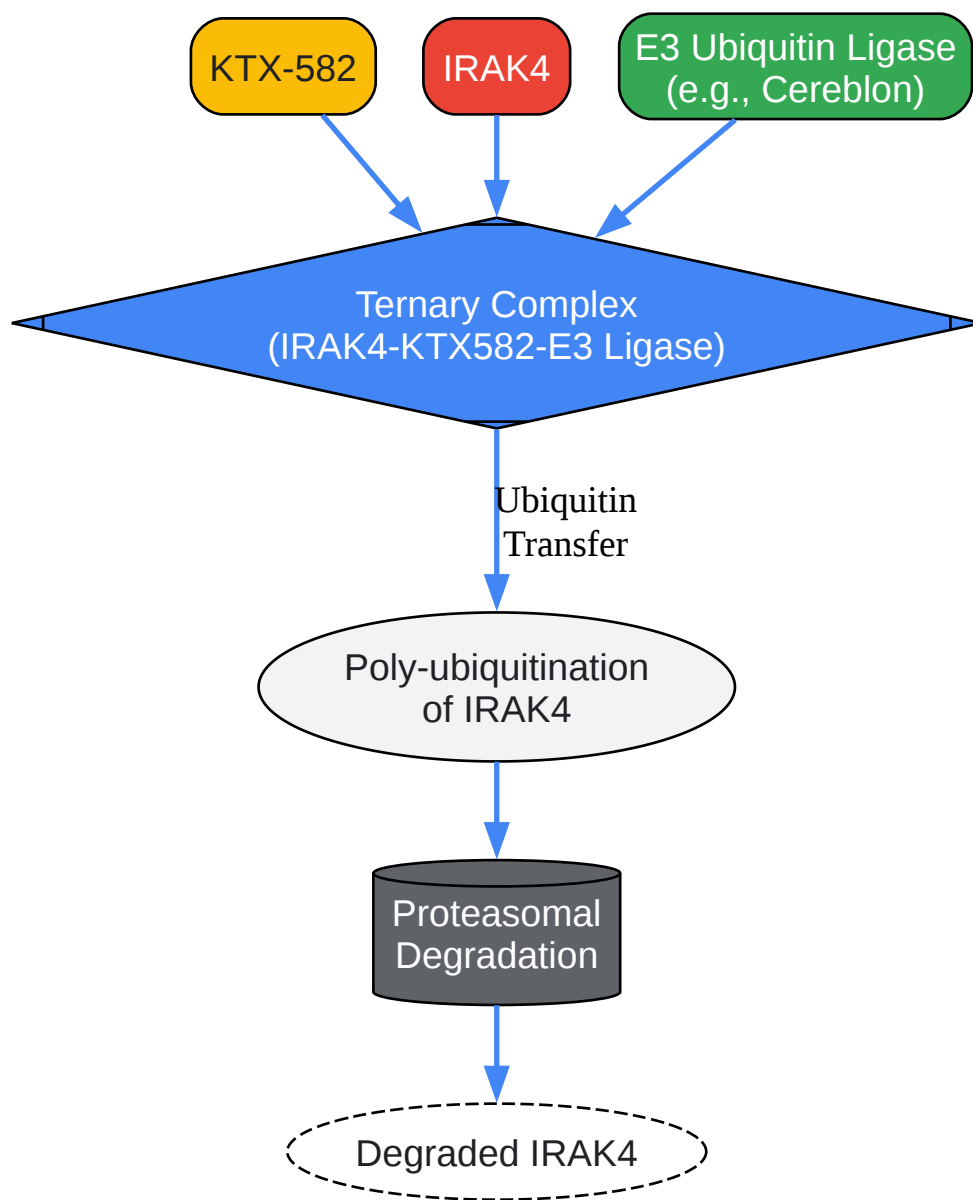 KTX-582
IRAK4
E3 Ubiquitin Ligase
(e.g., Cereblon)
Ternary Complex
(IRAK4-KTX582-E3 Ligase)
Ubiquitin
Transfer
Poly-ubiquitination
of IRAK4
Proteasomal
Degradation
Degraded IRAK4